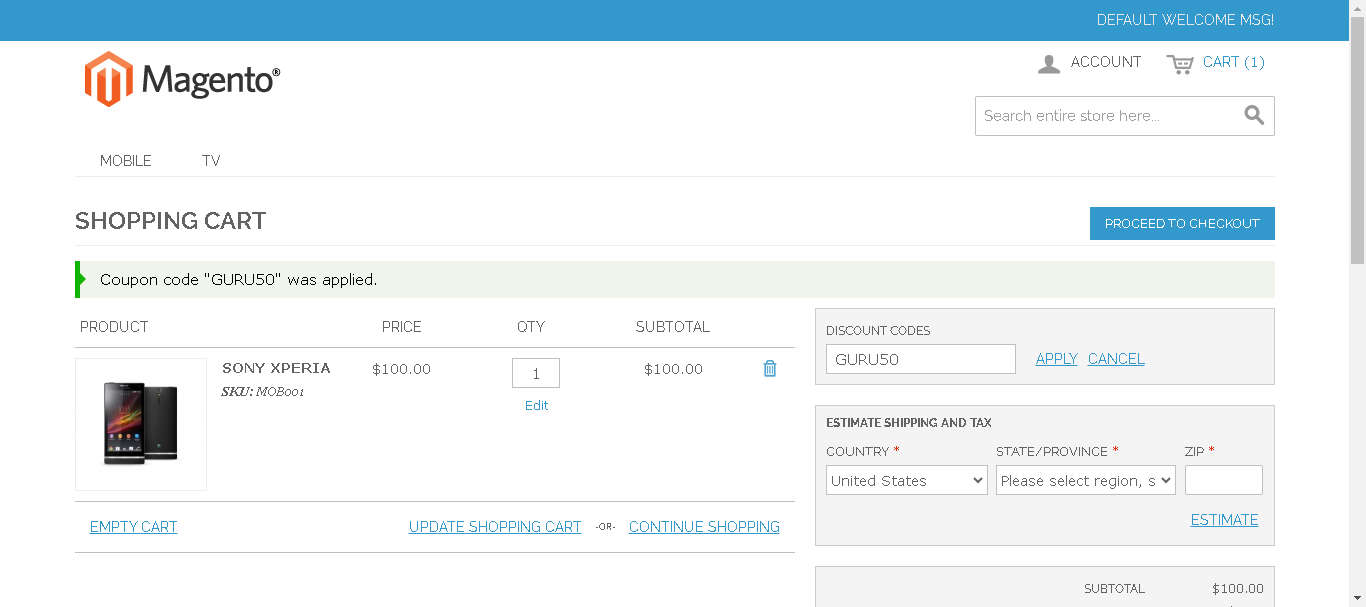 DEFAULT WELCOME MSG!
Magento®
ACCOUNT
CART (1)
Search entire store here...
MOBILE TV
SHOPPING CART
PROCEED TO CHECKOUT
Coupon code "GURU50" was applied.
PRODUCT PRICE QTY SUBTOTAL
SONY XPERIA $100.00 1 $100.00
SKU: MOB001
Edit
EMPTY CART UPDATE SHOPPING CART -OR- CONTINUE SHOPPING
DISCOUNT CODES
GURU50 APPLY CANCEL
ESTIMATE SHIPPING AND TAX
COUNTRY * STATE/PROVINCE * ZIP *
United States Please select region, s
ESTIMATE
SUBTOTAL $100.00